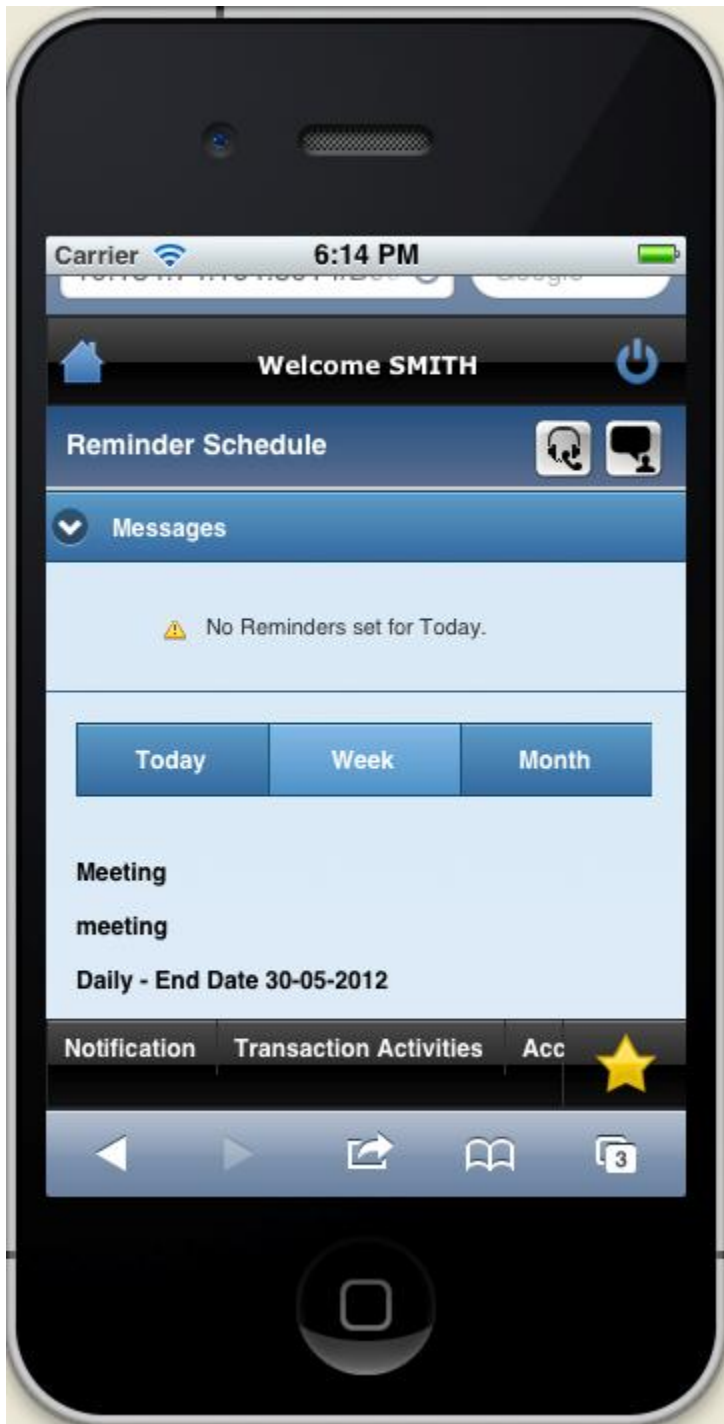 Carrier 6:14 PM
Google
Welcome SMITH
Reminder Schedule
Messages
No Reminders set for Today.
Today Week Month
Meeting
meeting
Daily - End Date 30-05-2012
Notification Transaction Activities Acc
3